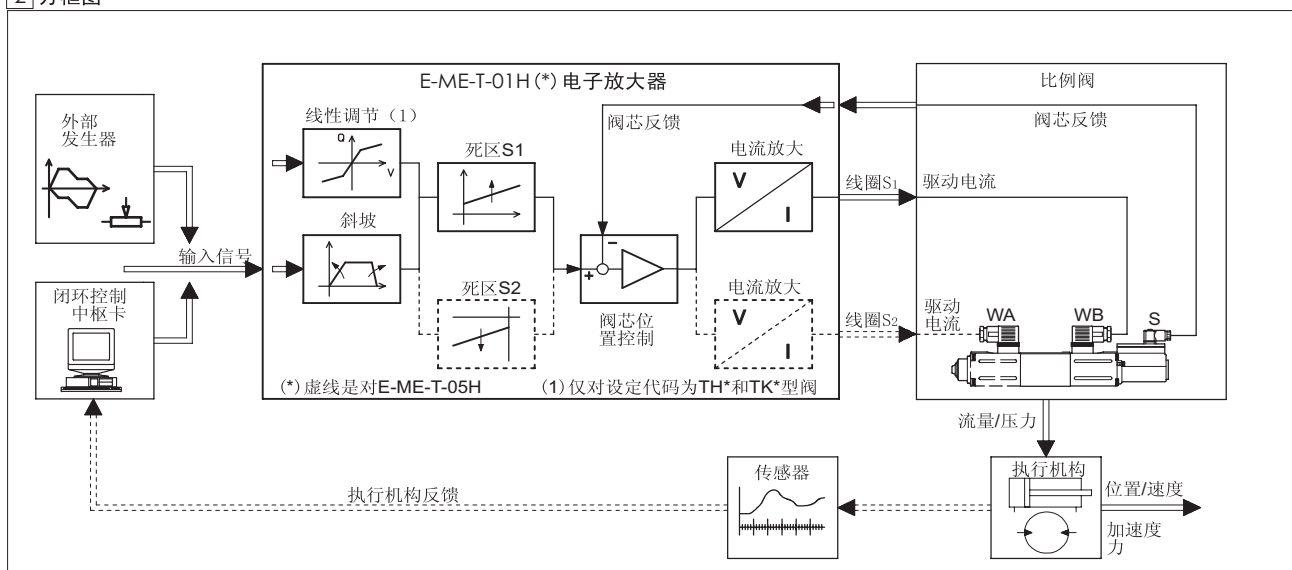 2 方框图
E-ME-T-01H (*) 电子放大器
比例阀
外部
发生器
线性调节（1）
Q
V
死区S1
阀芯反馈
电流放大
V
I
阀芯反馈
线圈S1
驱动电流
斜坡
输入信号
+
−
闭环控制
中枢卡
死区S2
阀芯位
置控制
电流放大
V
I
线圈S2
驱动
电流
WA
WB
S
(*)虚线是对E-ME-T-05H
(1)仅对设定代码为TH*和TK*型阀
流量/压力
传感器
执行机构
执行机构反馈
位置/速度
加速度
力